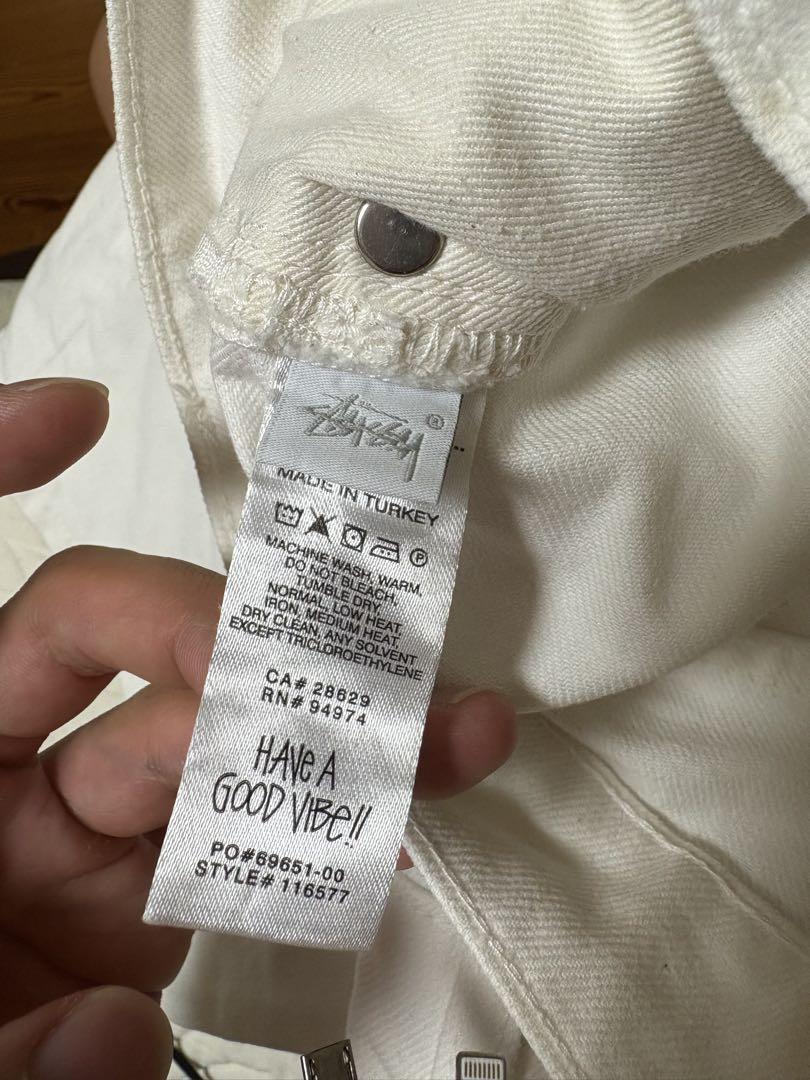 Stüssy ®
MADE IN TURKEY
MACHINE WASH, WARM,
DO NOT BLEACH,
TUMBLE DRY,
NORMAL, LOW HEAT
IRON, MEDIUM HEAT
DRY CLEAN, ANY SOLVENT
EXCEPT TRICLOROETHYLENE
CA# 28629
RN# 94974
HAVE A
GOOD VIBE!!
PO#69651-00
STYLE# 116577